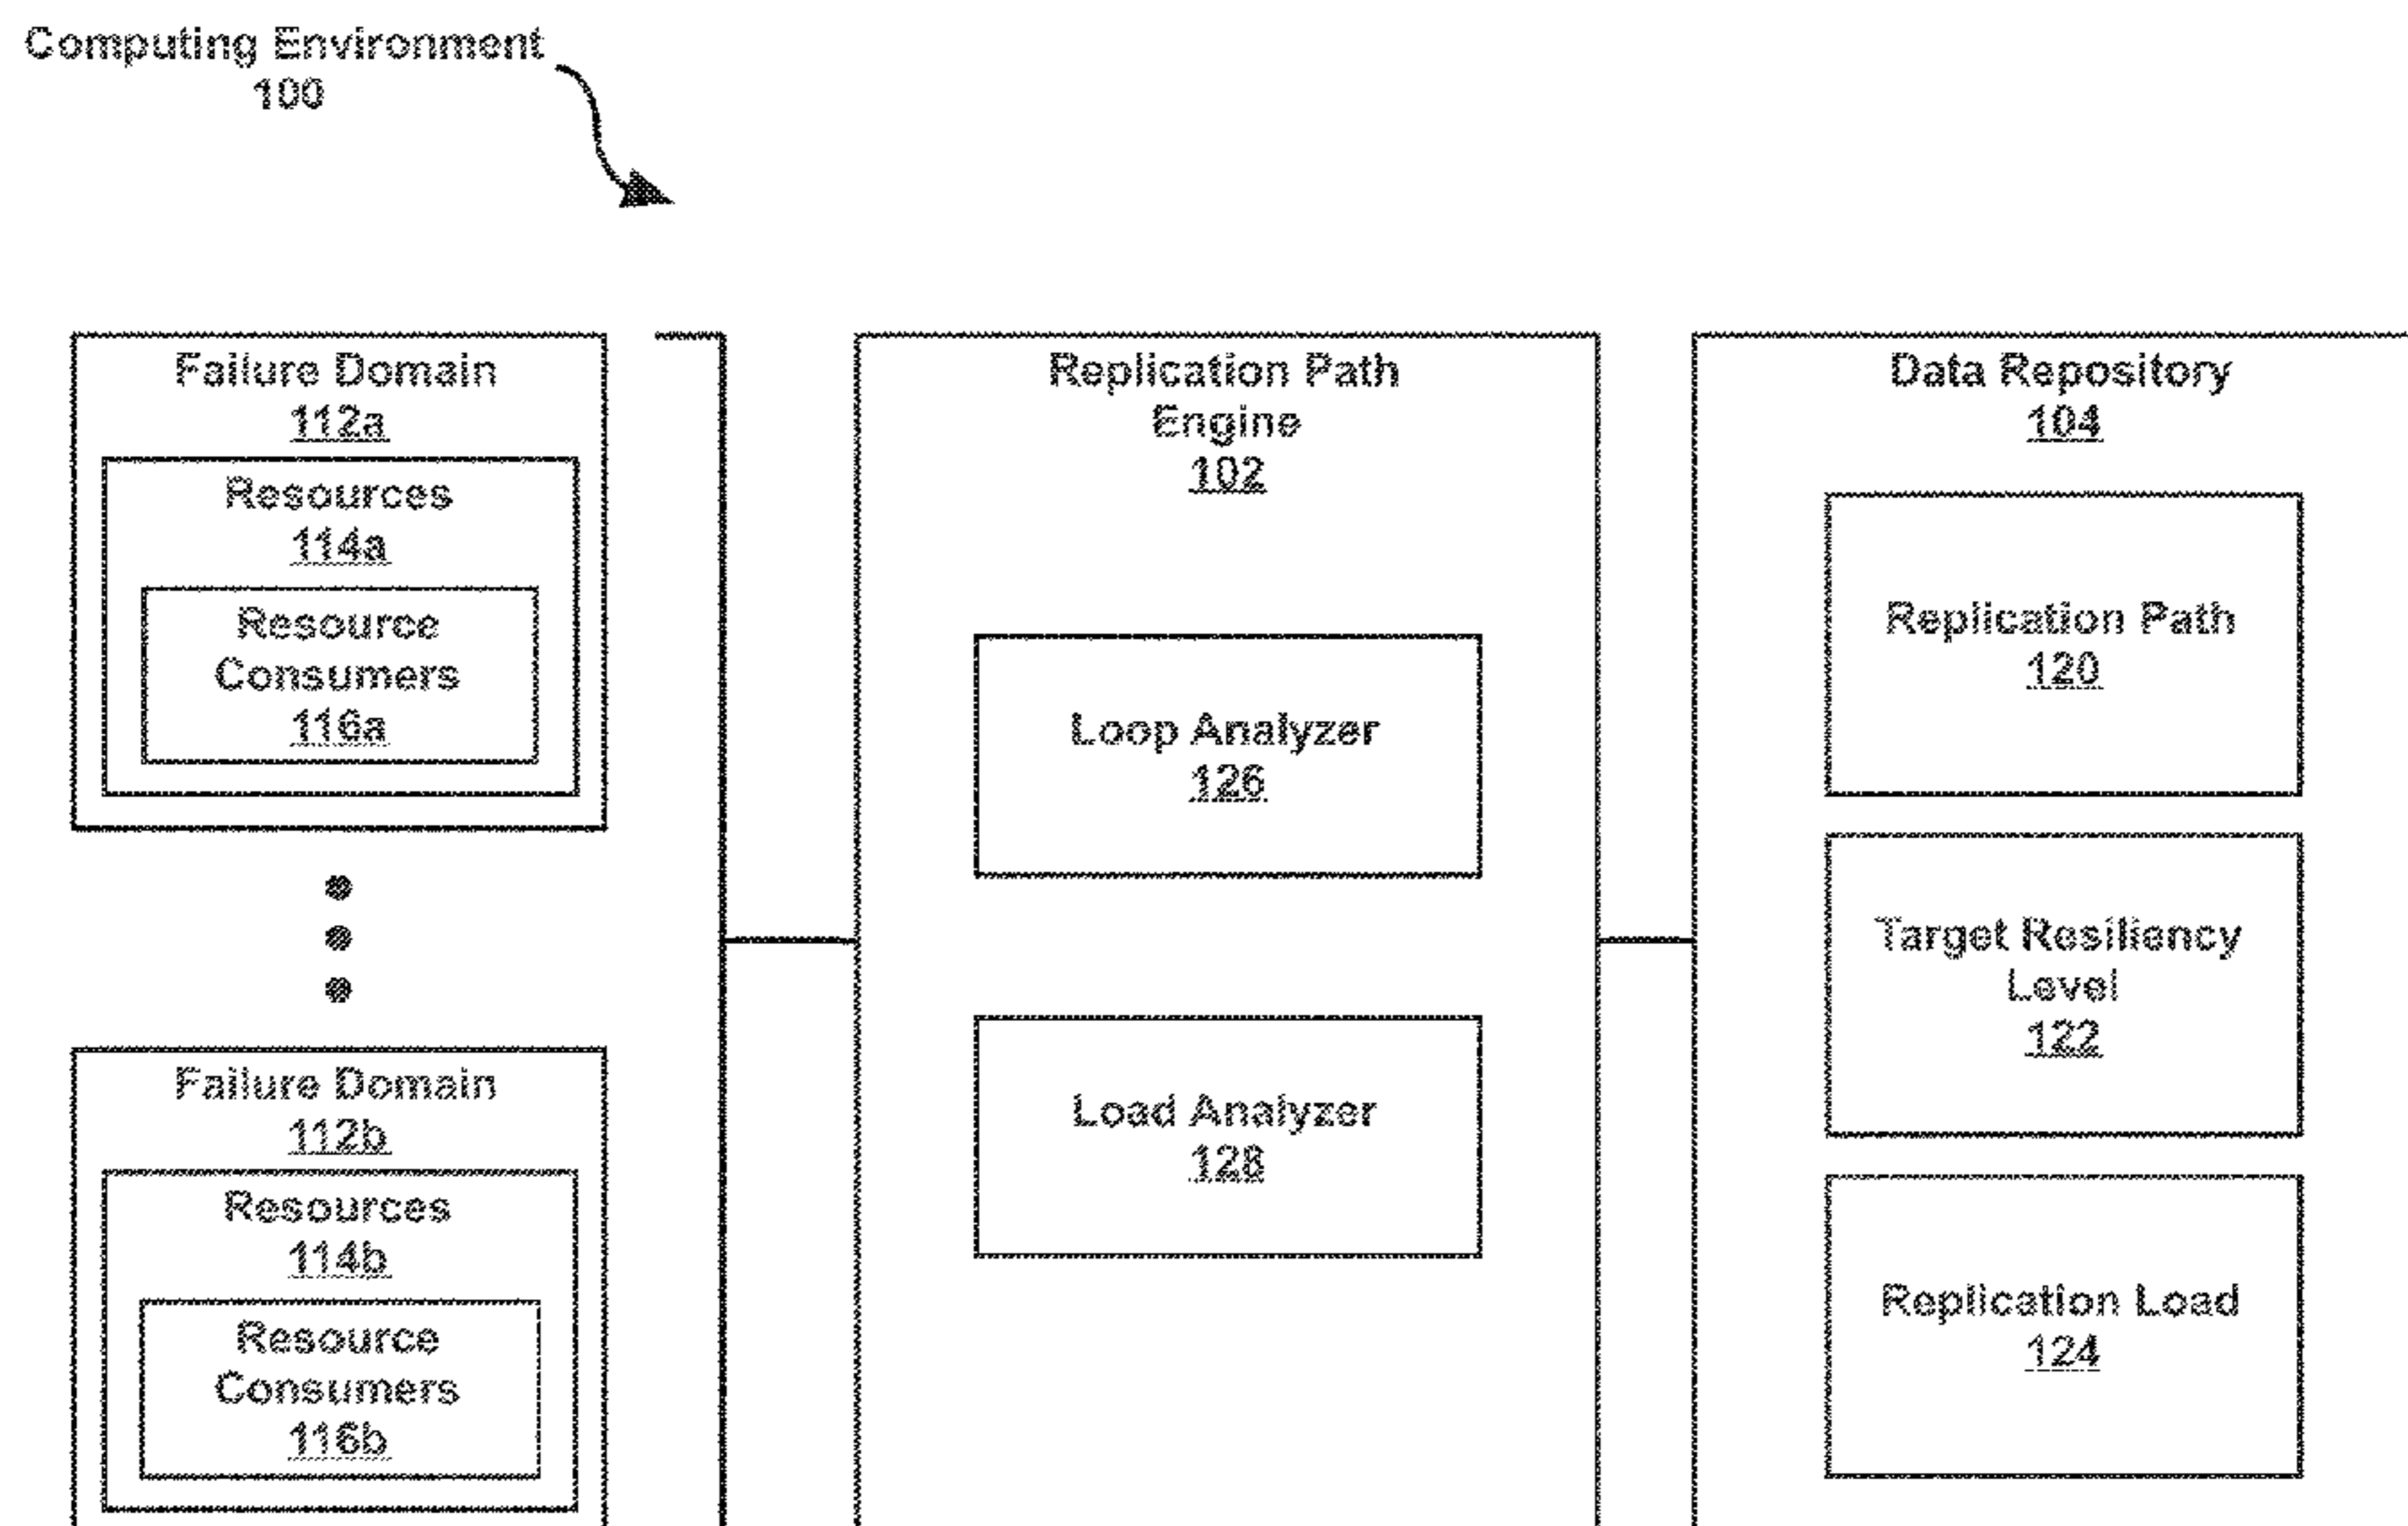 Computing Environment
100
Failure Domain
112a
Resources
114a
Resource
Consumers
116a
Failure Domain
112b
Resources
114b
Resource
Consumers
116b
Replication Path
Engine
102
Loop Analyzer
126
Load Analyzer
128
Data Repository
104
Replication Path
120
Target Resiliency
Level
122
Replication Load
124